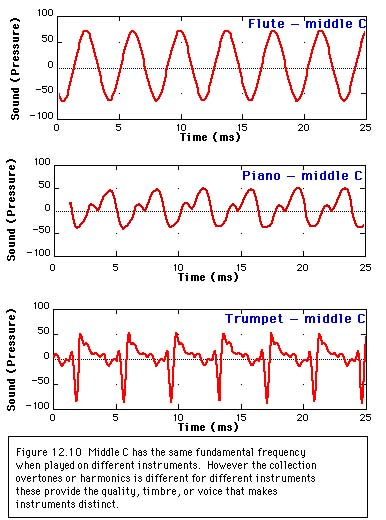 100
Flute – middle C
50
0
−50
−100
Sound (Pressure)
0 5 10 15 20 25
Time (ms)
100
Piano – middle C
50
0
−50
−100
Sound (Pressure)
0 5 10 15 20 25
Time (ms)
100
Trumpet – middle C
50
0
−50
−100
Sound (Pressure)
0 5 10 15 20 25
Time (ms)
Figure 12.10 Middle C has the same fundamental frequency
when played on different instruments. However the collection
overtones or harmonics is different for different instruments
these provide the quality, timbre, or voice that makes
instruments distinct.